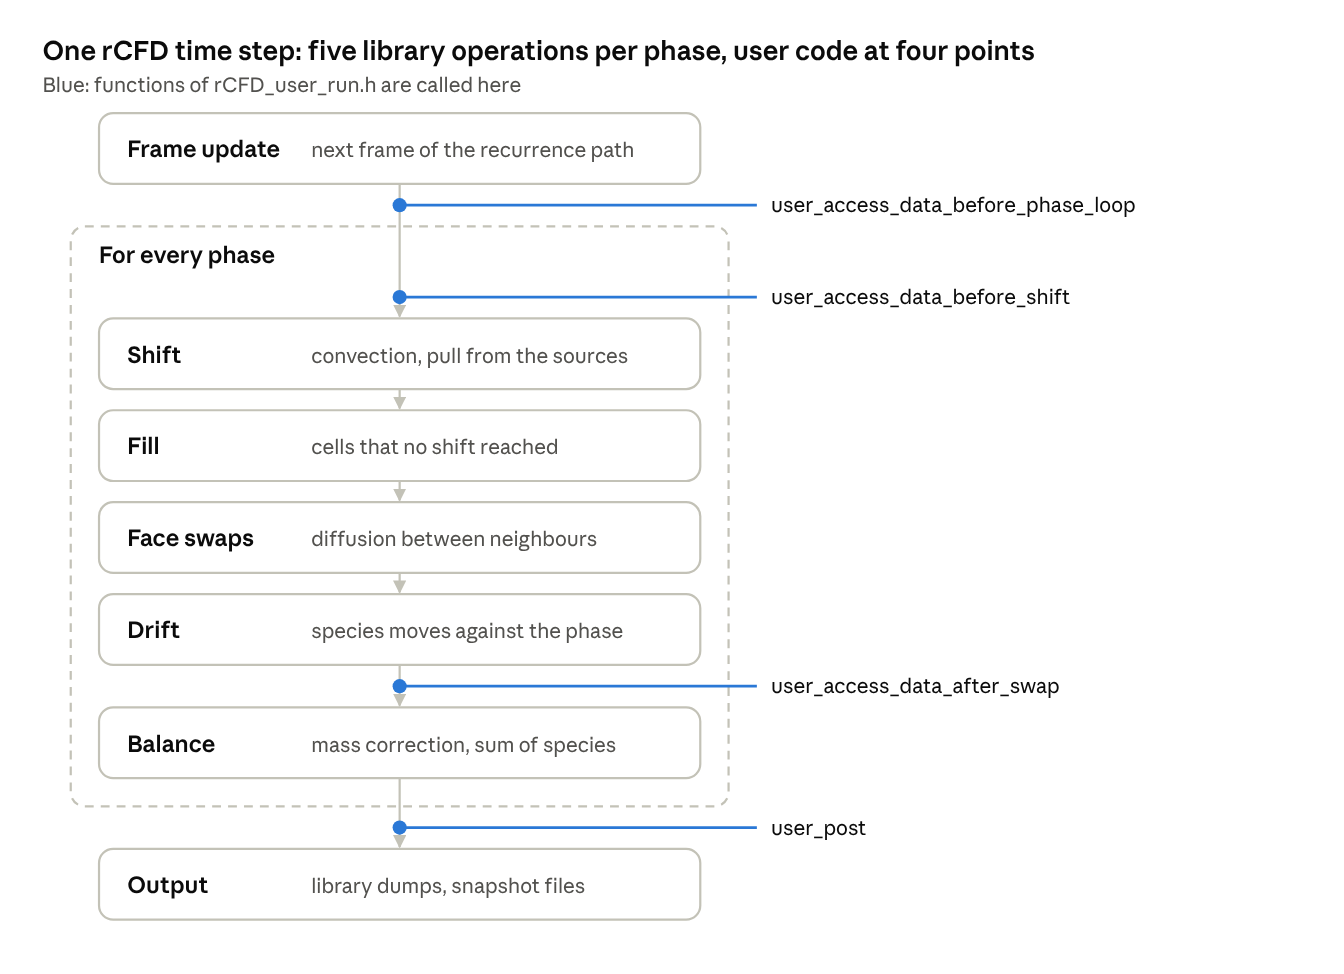 One rCFD time step: five library operations per phase, user code at four points
Blue: functions of rCFD_user_run.h are called here
Frame update next frame of the recurrence path
user_access_data_before_phase_loop
For every phase
user_access_data_before_shift
Shift convection, pull from the sources
Fill cells that no shift reached
Face swaps diffusion between neighbours
Drift species moves against the phase
user_access_data_after_swap
Balance mass correction, sum of species
user_post
Output library dumps, snapshot files